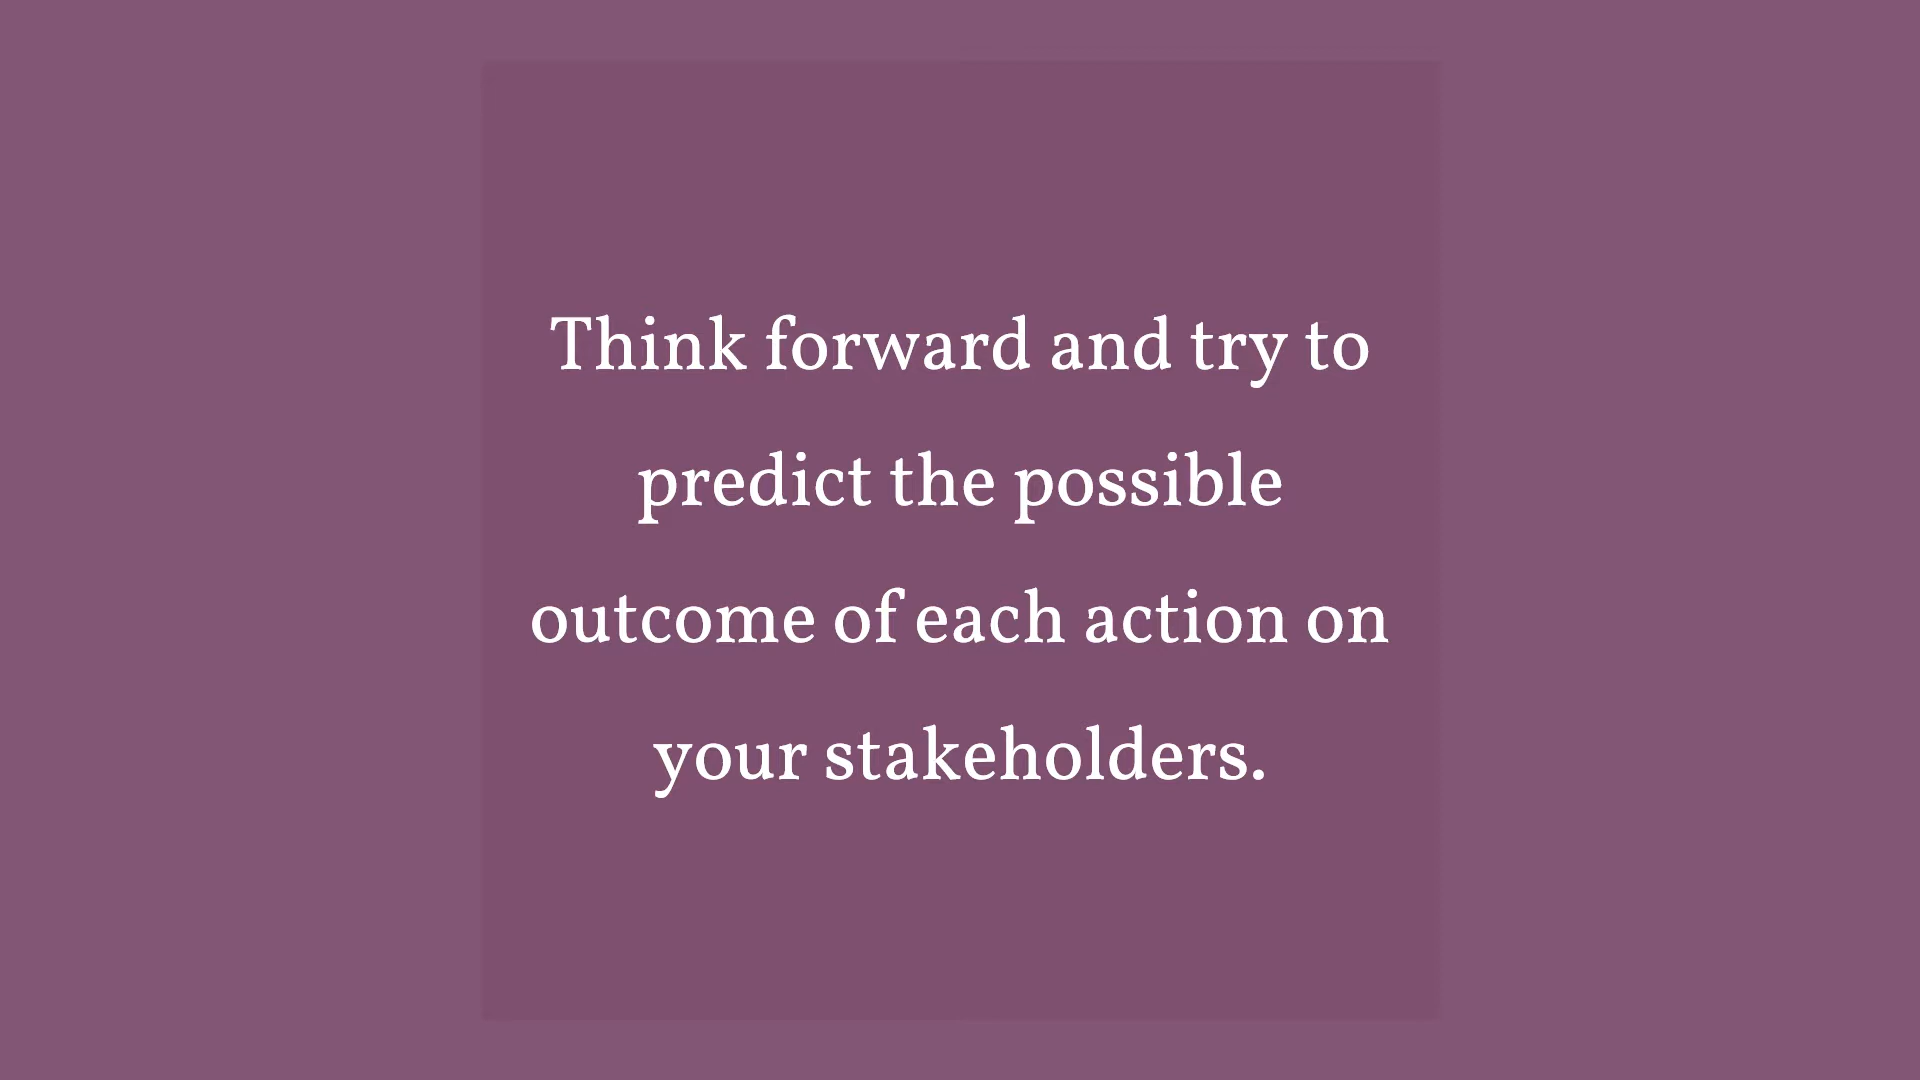 Think forward and try to
predict the possible
outcome of each action on
your stakeholders.